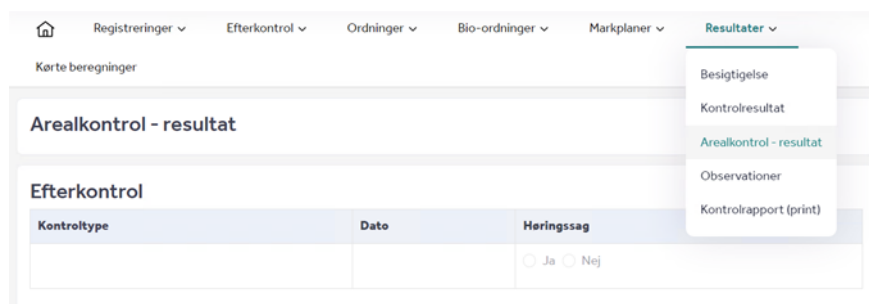 Registreringer Efterkontrol Ordninger Bio-ordninger Markplaner Resultater
Kørte beregninger
Besigtigelse
Kontrolresultat
Arealkontrol - resultat
Observationer
Kontrolrapport (print)
Arealkontrol - resultat
Efterkontrol
Kontroltype Dato Høringssag
Ja Nej